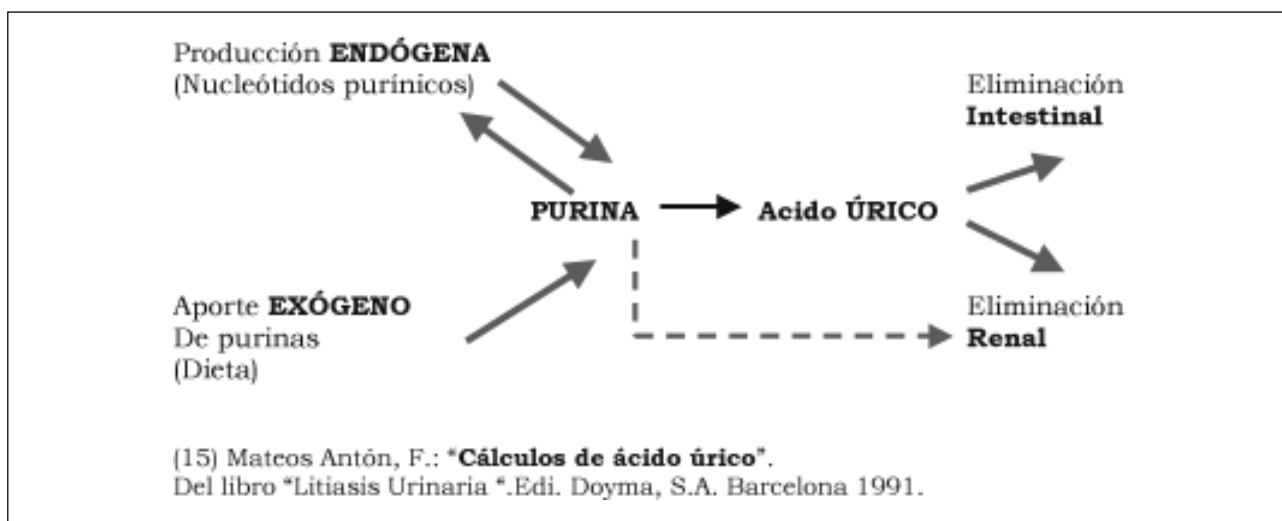 Producción ENDÓGENA
(Nucleótidos purínicos)
Eliminación
Intestinal
PURINA
Acido ÚRICO
Aporte EXÓGENO
De purinas
(Dieta)
Eliminación
Renal
(15) Mateos Antón, F.: “Cálculos de ácido úrico”.
Del libro “Litiasis Urinaria “.Edi. Doyma, S.A. Barcelona 1991.